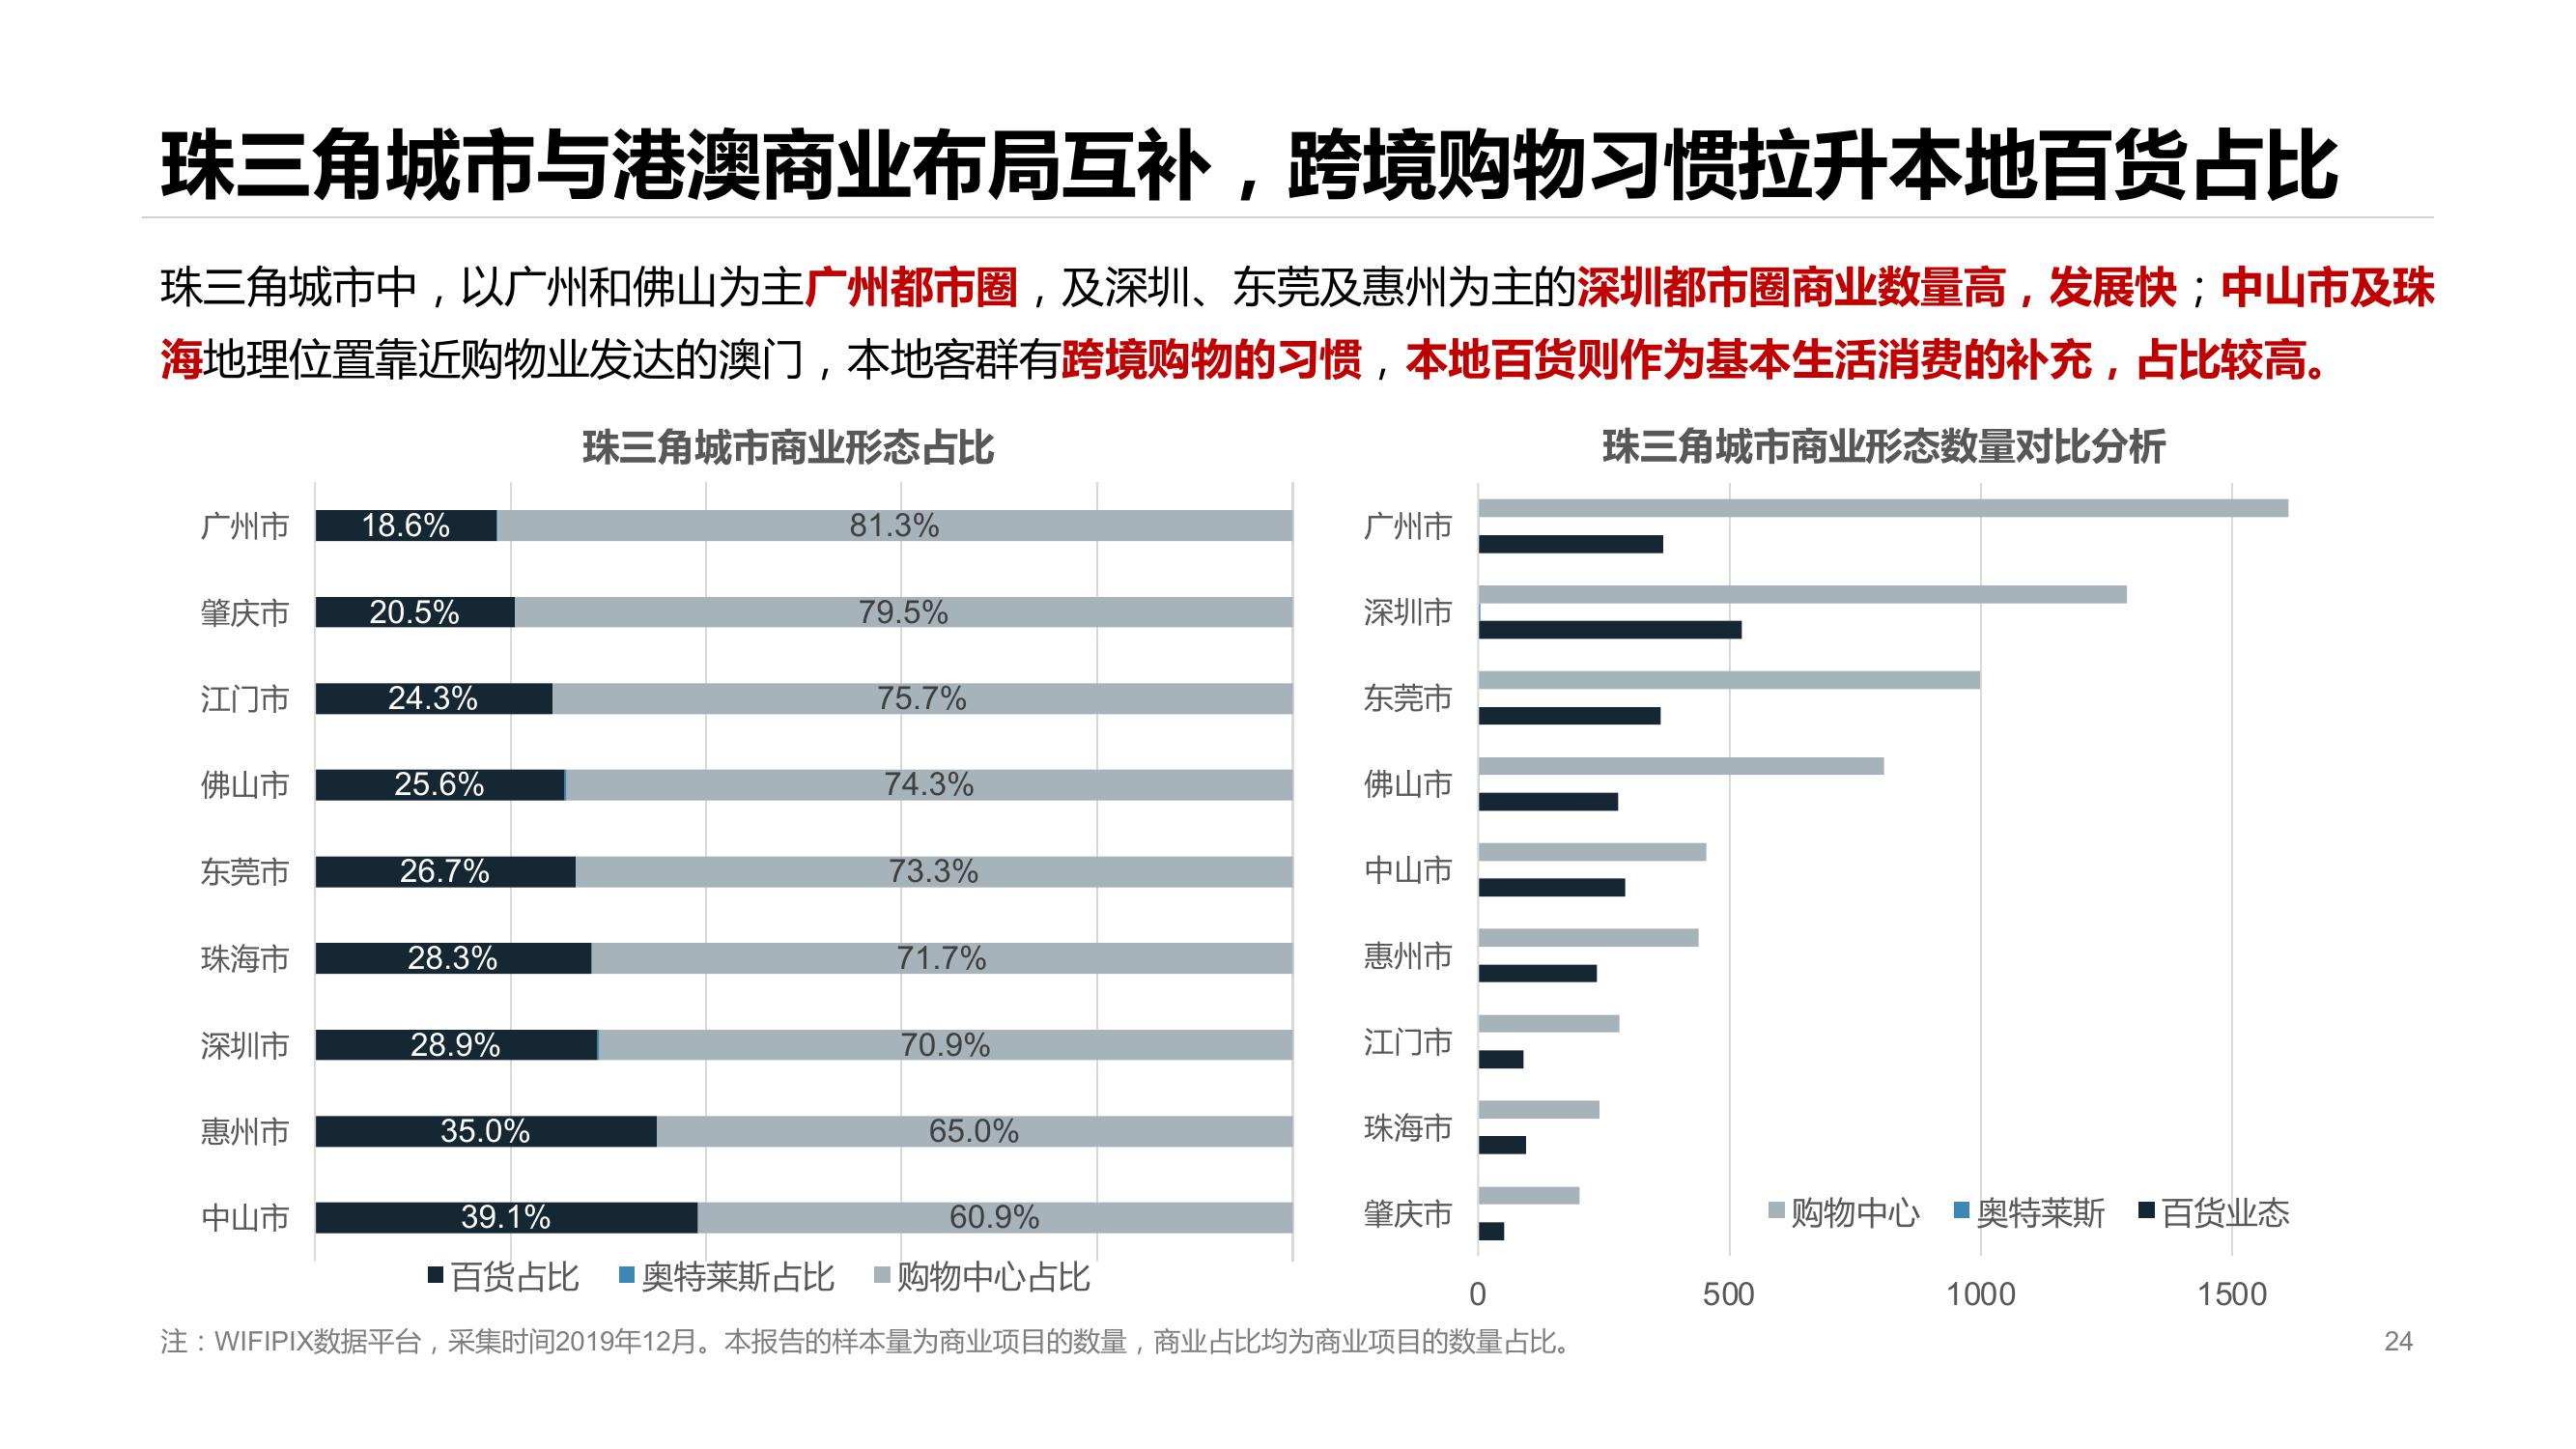 珠三角城市与港澳商业布局互补，跨境购物习惯拉升本地百货占比
珠三角城市中，以广州和佛山为主广州都市圈，及深圳、东莞及惠州为主的深圳都市圈商业数量高，发展快；中山市及珠
海地理位置靠近购物业发达的澳门，本地客群有跨境购物的习惯，本地百货则作为基本生活消费的补充，占比较高。
珠三角城市商业形态占比
广州市 18.6% 81.3%
肇庆市 20.5% 79.5%
江门市 24.3% 75.7%
佛山市 25.6% 74.3%
东莞市 26.7% 73.3%
珠海市 28.3% 71.7%
深圳市 28.9% 70.9%
惠州市 35.0% 65.0%
中山市 39.1% 60.9%
百货占比 奥特莱斯占比 购物中心占比
珠三角城市商业形态数量对比分析
广州市
深圳市
东莞市
佛山市
中山市
惠州市
江门市
珠海市
肇庆市
购物中心 奥特莱斯 百货业态
0 500 1000 1500
注：WIFIPIX数据平台，采集时间2019年12月。本报告的样本量为商业项目的数量，商业占比均为商业项目的数量占比。
24